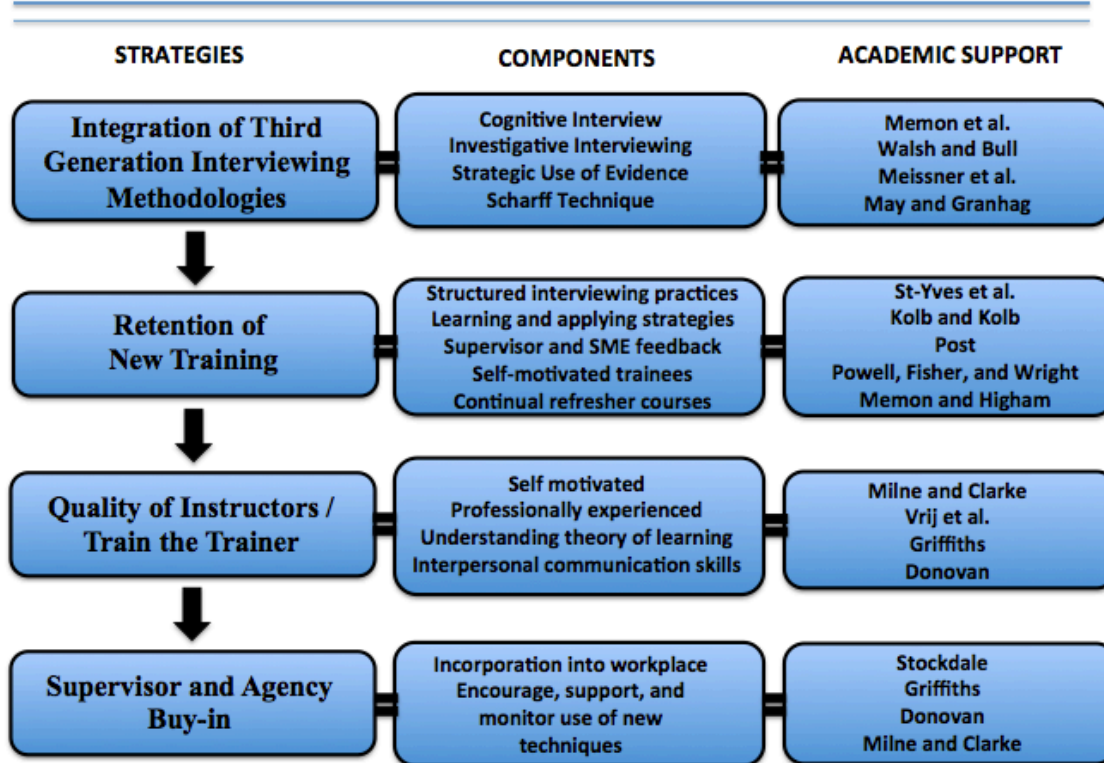 STRATEGIES
COMPONENTS
ACADEMIC SUPPORT
Integration of Third
Generation Interviewing
Methodologies
Cognitive Interview
Investigative Interviewing
Strategic Use of Evidence
Scharff Technique
Memon et al.
Walsh and Bull
Meissner et al.
May and Granhag
Retention of
New Training
Structured interviewing practices
Learning and applying strategies
Supervisor and SME feedback
Self-motivated trainees
Continual refresher courses
St-Yves et al.
Kolb and Kolb
Post
Powell, Fisher, and Wright
Memon and Higham
Quality of Instructors /
Train the Trainer
Self motivated
Professionally experienced
Understanding theory of learning
Interpersonal communication skills
Milne and Clarke
Vrij et al.
Griffiths
Donovan
Supervisor and Agency
Buy-in
Incorporation into workplace
Encourage, support, and
monitor use of new
techniques
Stockdale
Griffiths
Donovan
Milne and Clarke